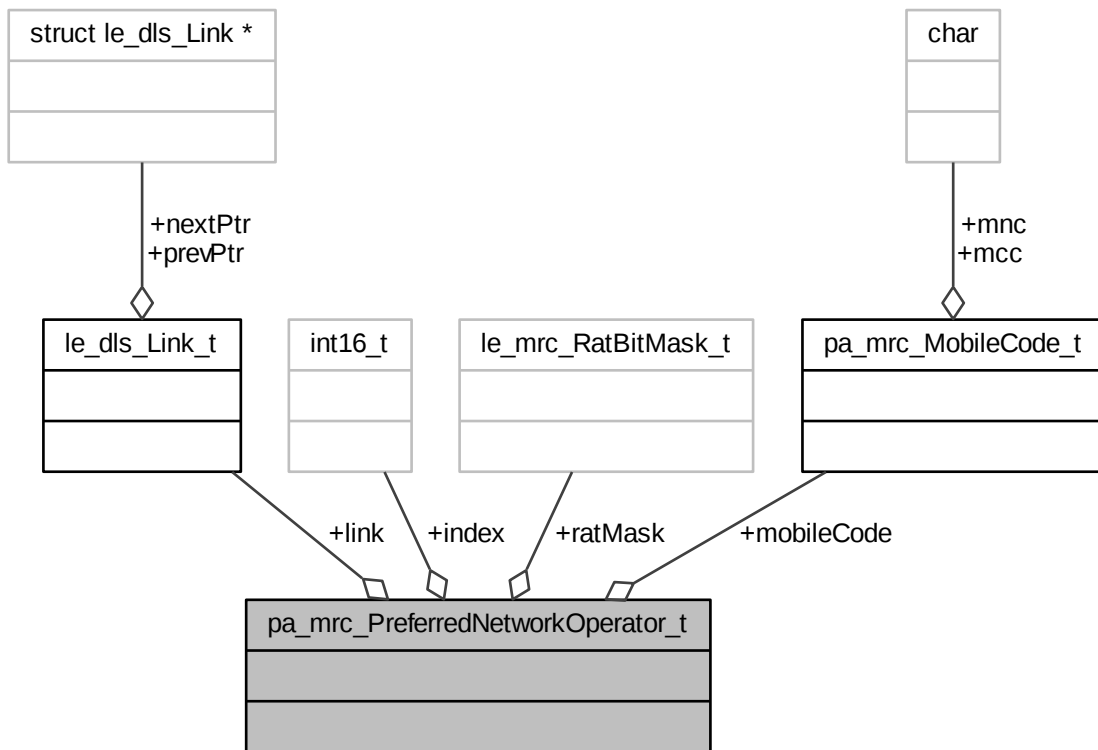 struct le_dls_Link *
char
+nextPtr
+prevPtr
+mnc
+mcc
le_dls_Link_t
int16_t
le_mrc_RatBitMask_t
pa_mrc_MobileCode_t
+link
+index
+ratMask
+mobileCode
pa_mrc_PreferredNetworkOperator_t